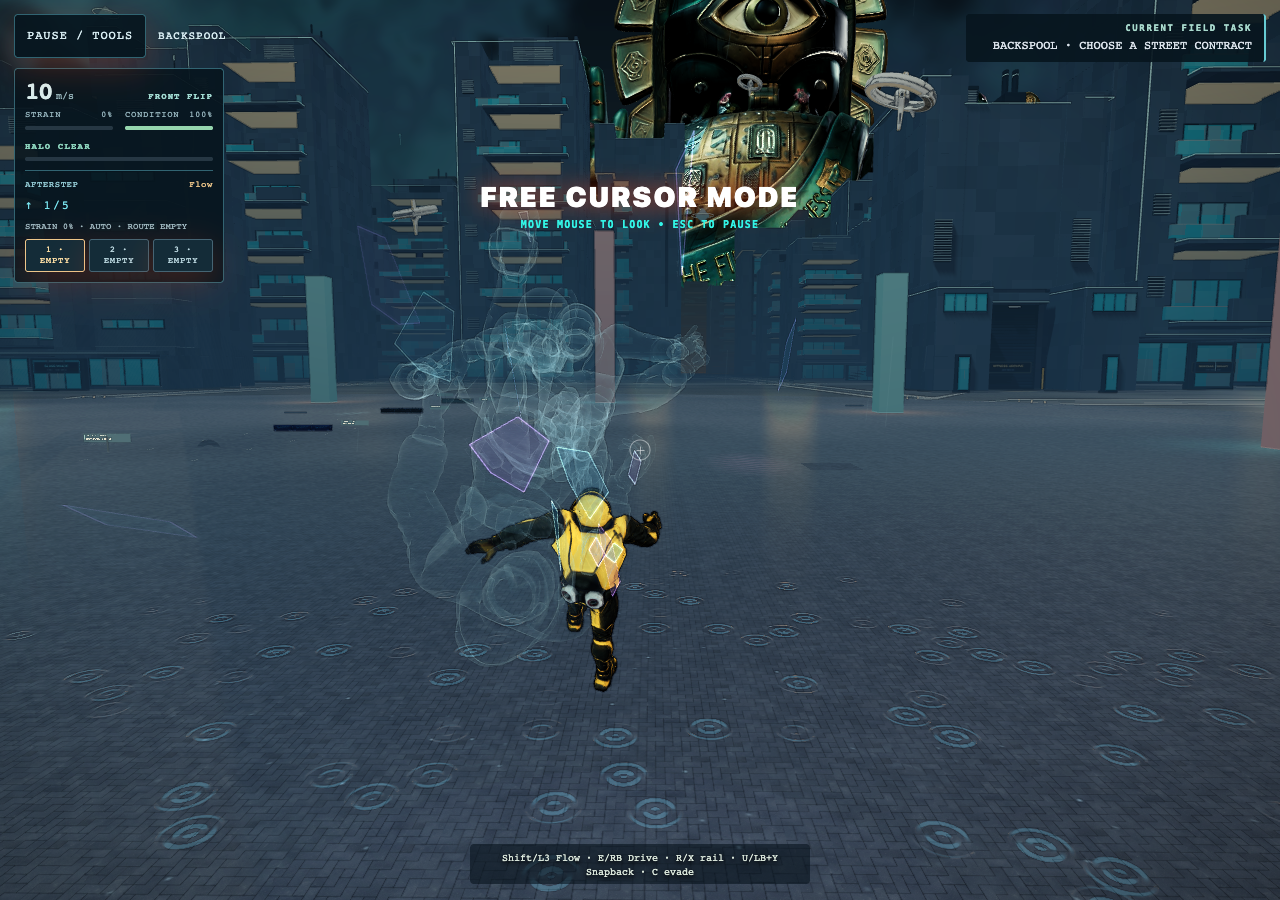 PAUSE / TOOLS
BACKSPOOL
CURRENT FIELD TASK
BACKSPOOL · CHOOSE A STREET CONTRACT
10 m/s
FRONT FLIP
STRAIN 0%
CONDITION 100%
HALO CLEAR
AFTERSTEP
Flow
↑ 1/5
STRAIN 0% · AUTO · ROUTE EMPTY
1 · EMPTY
2 · EMPTY
3 · EMPTY
FREE CURSOR MODE
MOVE MOUSE TO LOOK • ESC TO PAUSE
Shift/L3 Flow · E/RB Drive · R/X rail · U/LB+Y
Snapback · C evade